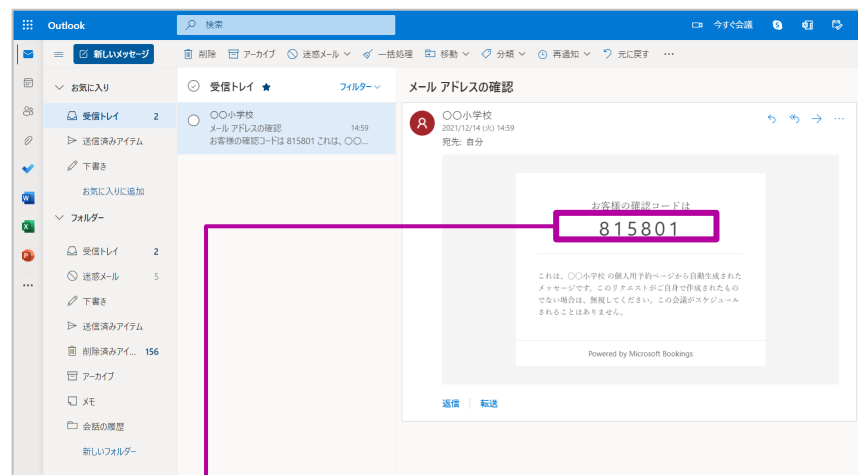 Outlook
検索
今すぐ会議
新しいメッセージ
削除 アーカイブ 迷惑メール 一括処理 移動 分類 再通知 元に戻す ...
お気に入り
受信トレイ 2
送信済みアイテム
下書き
お気に入りに追加
フォルダー
受信トレイ 2
迷惑メール 5
下書き
送信済みアイテム
削除済みアイ... 156
アーカイブ
メモ
会話の履歴
新しいフォルダー
受信トレイ ★ フィルター
〇〇小学校
メール アドレスの確認 14:59
お客様の確認コードは 815801 これは、〇〇...
メール アドレスの確認
R
〇〇小学校
2021/12/14 (火) 14:59
宛先: 自分
お客様の確認コードは
815801
これは、〇〇小学校 の個人用予約ページから自動生成された
メッセージです。このリクエストがご自身で作成されたもの
でない場合は、無視してください。この会議がスケジュール
されることはありません。
Powered by Microsoft Bookings
返信 転送